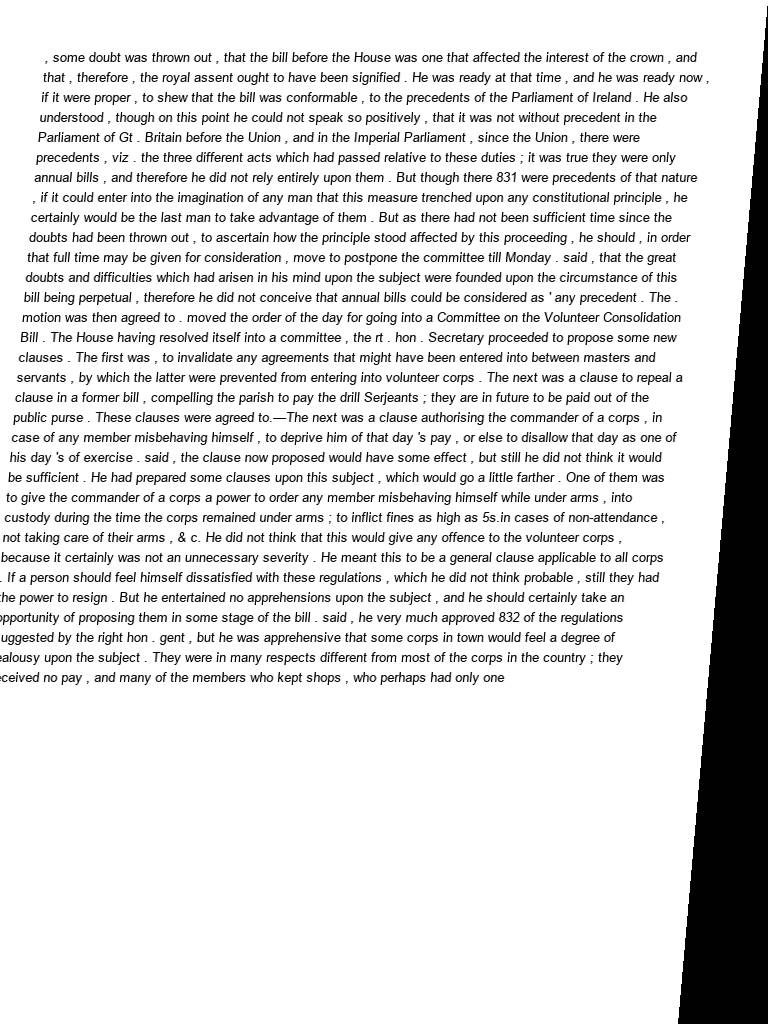 , some doubt was thrown out , that the bill before the House was one that affected the interest of the crown , and
that , therefore , the royal assent ought to have been signified . He was ready at that time , and he was ready now ,
if it were proper , to shew that the bill was conformable , to the precedents of the Parliament of Ireland . He also
understood , though on this point he could not speak so positively , that it was not without precedent in the
Parliament of Gt . Britain before the Union , and in the Imperial Parliament , since the Union , there were
precedents , viz . the three different acts which had passed relative to these duties ; it was true they were only
annual bills , and therefore he did not rely entirely upon them . But though there 831 were precedents of that nature
, if it could enter into the imagination of any man that this measure trenched upon any constitutional principle , he
certainly would be the last man to take advantage of them . But as there had not been sufficient time since the
doubts had been thrown out , to ascertain how the principle stood affected by this proceeding , he should , in order
that full time may be given for consideration , move to postpone the committee till Monday . said , that the great
doubts and difficulties which had arisen in his mind upon the subject were founded upon the circumstance of this
bill being perpetual , therefore he did not conceive that annual bills could be considered as ' any precedent . The .
motion was then agreed to . moved the order of the day for going into a Committee on the Volunteer Consolidation
Bill . The House having resolved itself into a committee , the rt . hon . Secretary proceeded to propose some new
clauses . The first was , to invalidate any agreements that might have been entered into between masters and
servants , by which the latter were prevented from entering into volunteer corps . The next was a clause to repeal a
clause in a former bill , compelling the parish to pay the drill Serjeants ; they are in future to be paid out of the
public purse . These clauses were agreed to.—The next was a clause authorising the commander of a corps , in
case of any member misbehaving himself , to deprive him of that day 's pay , or else to disallow that day as one of
his day 's of exercise . said , the clause now proposed would have some effect , but still he did not think it would
be sufficient . He had prepared some clauses upon this subject , which would go a little farther . One of them was
to give the commander of a corps a power to order any member misbehaving himself while under arms , into
custody during the time the corps remained under arms ; to inflict fines as high as 5s.in cases of non-attendance ,
not taking care of their arms , & c. He did not think that this would give any offence to the volunteer corps ,
because it certainly was not an unnecessary severity . He meant this to be a general clause applicable to all corps
. If a person should feel himself dissatisfied with these regulations , which he did not think probable , still they had
the power to resign . But he entertained no apprehensions upon the subject , and he should certainly take an
opportunity of proposing them in some stage of the bill . said , he very much approved 832 of the regulations
uggested by the right hon . gent , but he was apprehensive that some corps in town would feel a degree of
ealousy upon the subject . They were in many respects different from most of the corps in the country ; they
eceived no pay , and many of the members who kept shops , who perhaps had only one